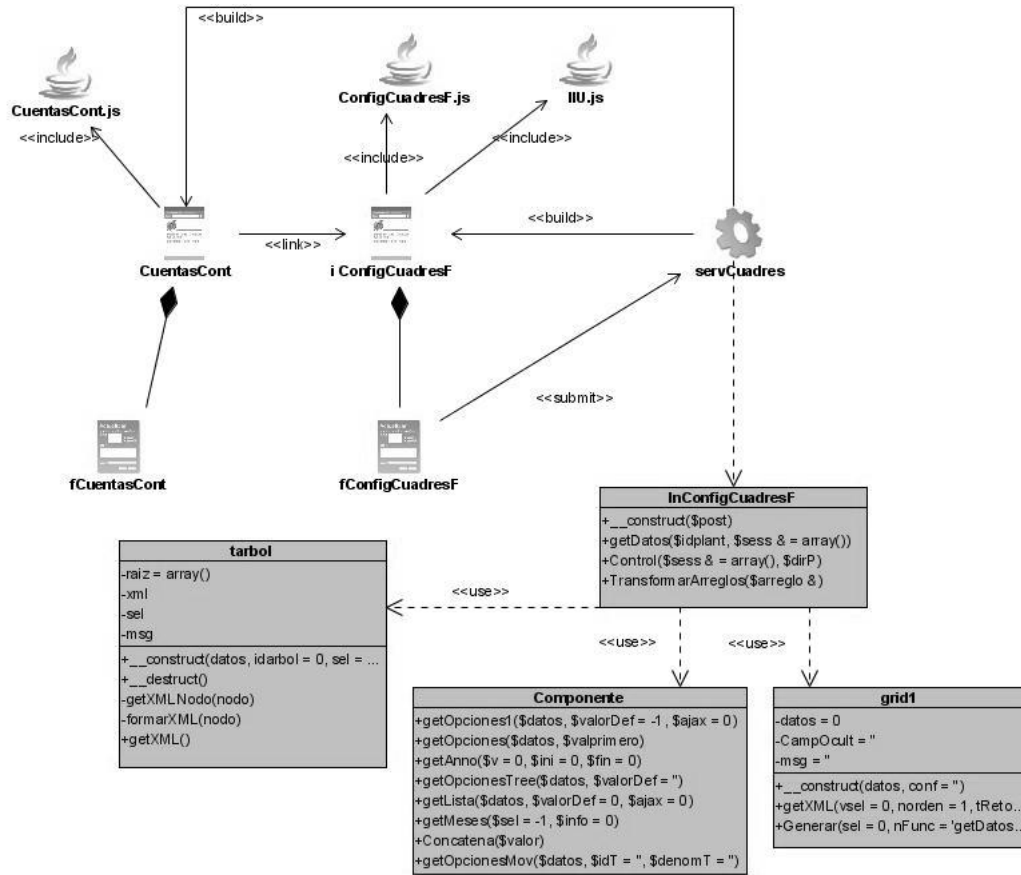 <<build>>
CuentasCont.js
ConfigCuadresF.js
IIU.js
<<include>>
<<include>>
<<include>>
<<build>>
<<link>>
CuentasCont
i ConfigCuadresF
servCuadres
<<submit>>
fCuentasCont
fConfigCuadresF
lnConfigCuadresF
+__construct($post)
+getDatos($idplant, $sess & = array())
+Control($sess & = array(), $dirP)
+TransformarArreglos($arreglo &)
tarbol
-raiz = array()
-xml
-sel
-msg
+__construct(datos, idarbol = 0, sel = ...
+__destruct()
-getXMLNodo(nodo)
-formarXML(nodo)
+getXML()
<<use>>
<<use>>
<<use>>
Componente
+getOpciones1($datos, $valorDef = -1, $ajax = 0)
+getOpciones($datos, $valprimero)
+getAnno($v = 0, $ini = 0, $fin = 0)
+getOpcionesTree($datos, $valorDef = '')
+getLista($datos, $valorDef = 0, $ajax = 0)
+getMeses($sel = -1, $info = 0)
+Concatena($valor)
+getOpcionesMov($datos, $idT = '', $denomT = '')
grid1
-datos = 0
-CampOcult = ''
-msg = ''
+__construct(datos, conf = '')
+getXML(vsel = 0, norden = 1, tReto...
+Generar(sel = 0, nFunc = 'getDatos...